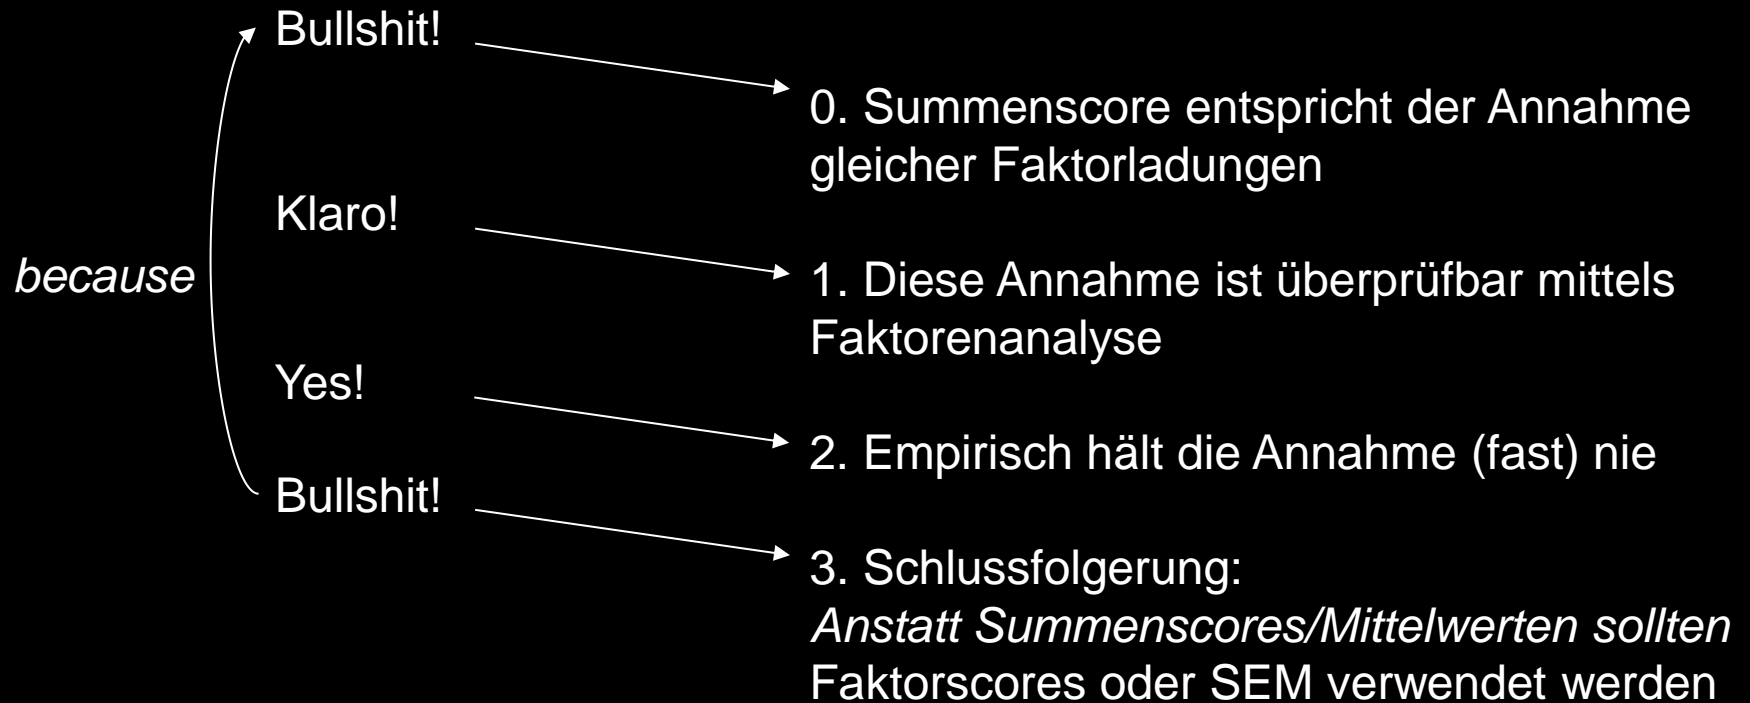 Bullshit!
0. Summenscore entspricht der Annahme
gleicher Faktorladungen
Klaro!
because
1. Diese Annahme ist überprüfbar mittels
Faktorenanalyse
Yes!
2. Empirisch hält die Annahme (fast) nie
Bullshit!
3. Schlussfolgerung:
Anstatt Summenscores/Mittelwerten sollten
Faktorscores oder SEM verwendet werden